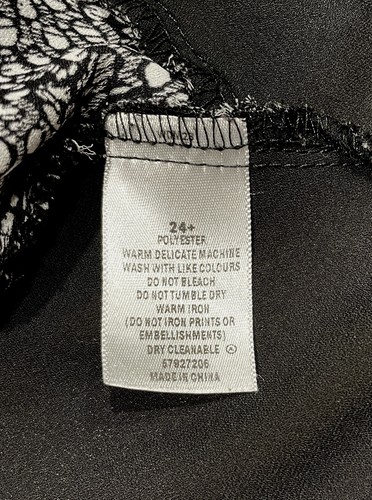 24+
POLYESTER
WARM DELICATE MACHINE
WASH WITH LIKE COLOURS
DO NOT BLEACH
DO NOT TUMBLE DRY
WARM IRON
(DO NOT IRON PRINTS OR
EMBELLISHMENTS)
DRY CLEANABLE Ⓐ
57927206
MADE IN CHINA